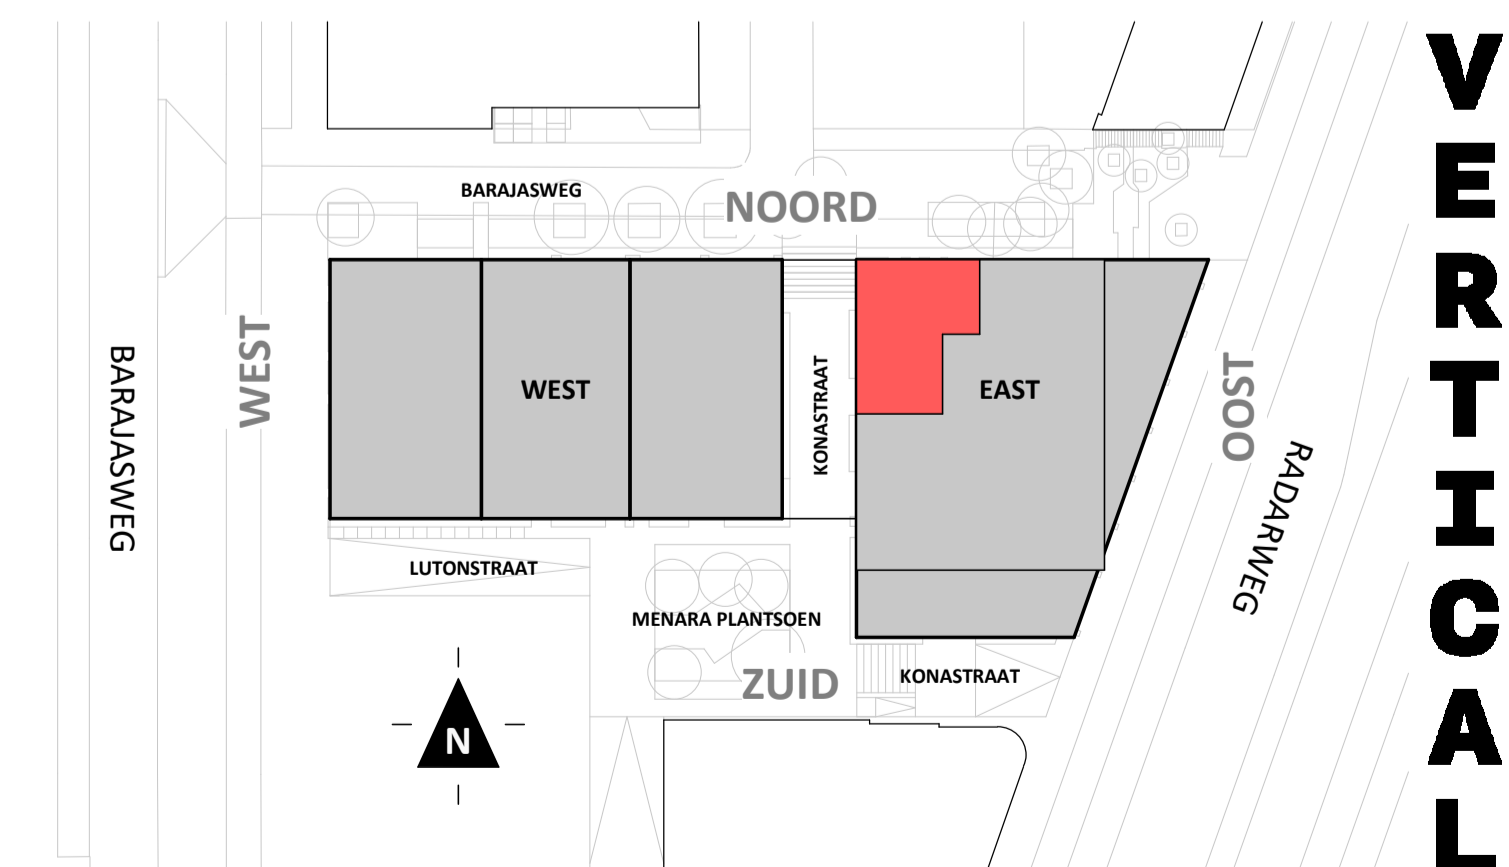 BARAJASWEG
NOORD
WEST
BARAJASWEG
WEST
KONASTRAAT
EAST
OOST
RADARWEG
LUTONSTRAAT
MENARA PLANTSOEN
ZUID
KONASTRAAT
N
VERTICAL